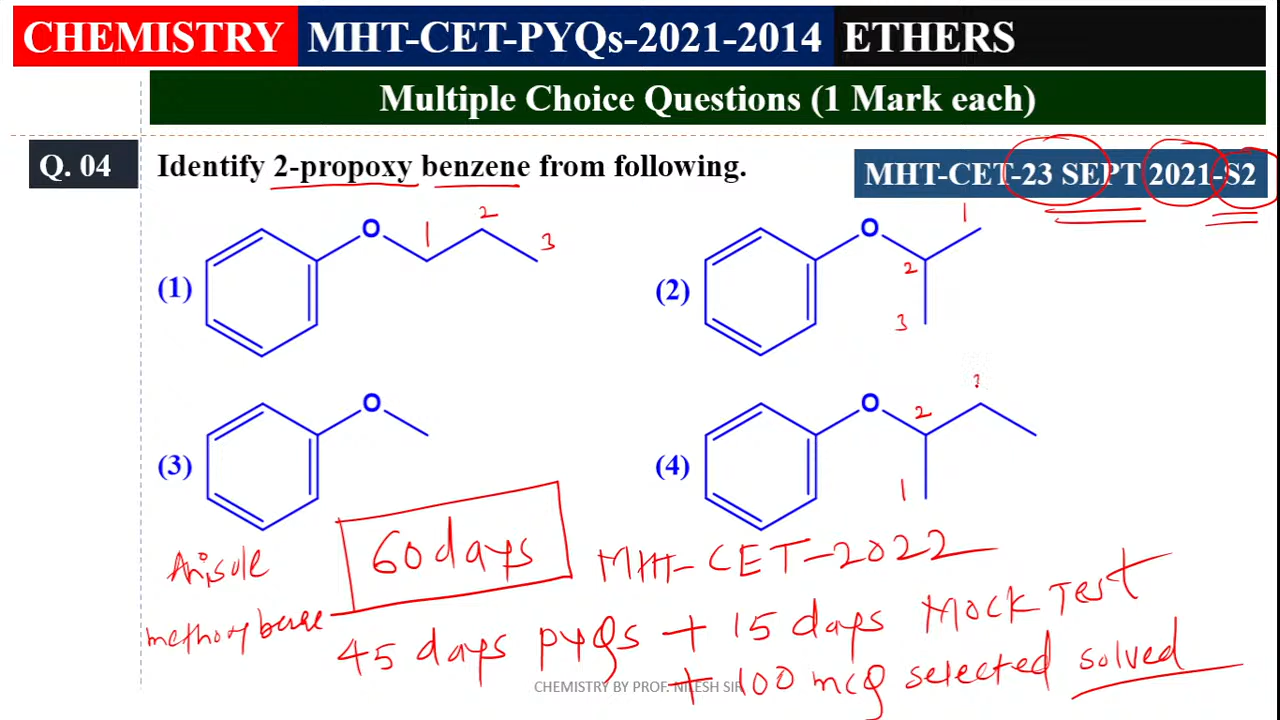 CHEMISTRY MHT-CET-PYQs-2021-2014 ETHERS
Multiple Choice Questions (1 Mark each)
Q. 04 Identify 2-propoxy benzene from following. MHT-CET-23 SEPT 2021-S2
(1) O 1 2 3
(2) O 1 2 3
(3) O
(4) O 1 2 3
Anisole
methoxy benzene
60 days MHT-CET-2022
45 days PYQs + 15 days Mock Test
+ 100 mcq selected solved
CHEMISTRY BY PROF. NILESH SIR